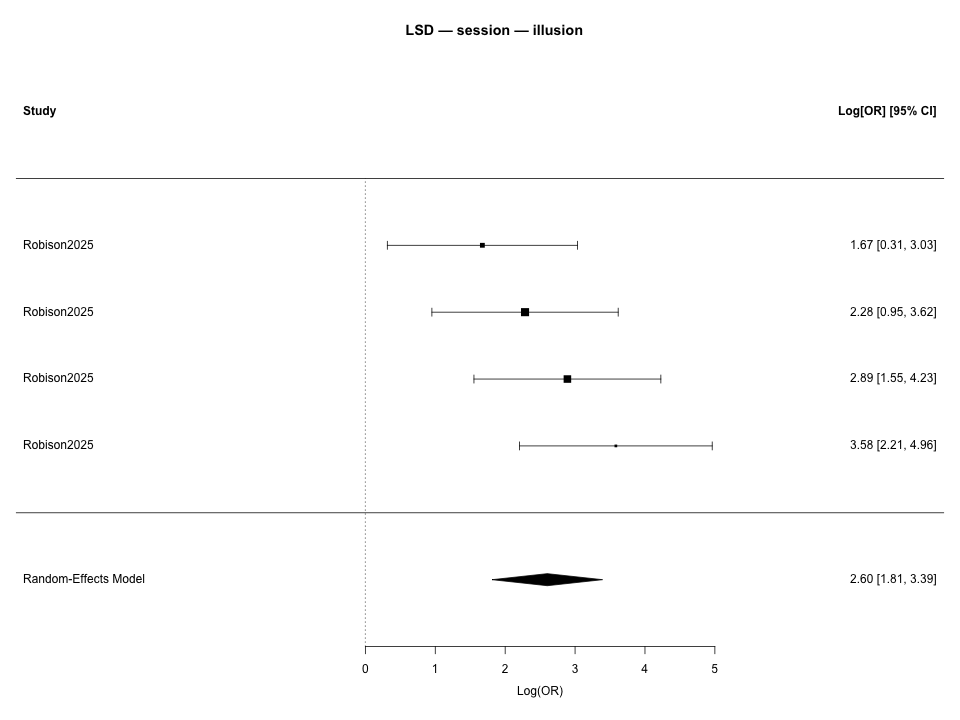 LSD — session — illusion
Study Log[OR] [95% CI]
Robison2025 1.67 [0.31, 3.03]
Robison2025 2.28 [0.95, 3.62]
Robison2025 2.89 [1.55, 4.23]
Robison2025 3.58 [2.21, 4.96]
Random-Effects Model 2.60 [1.81, 3.39]
0 1 2 3 4 5
Log(OR)